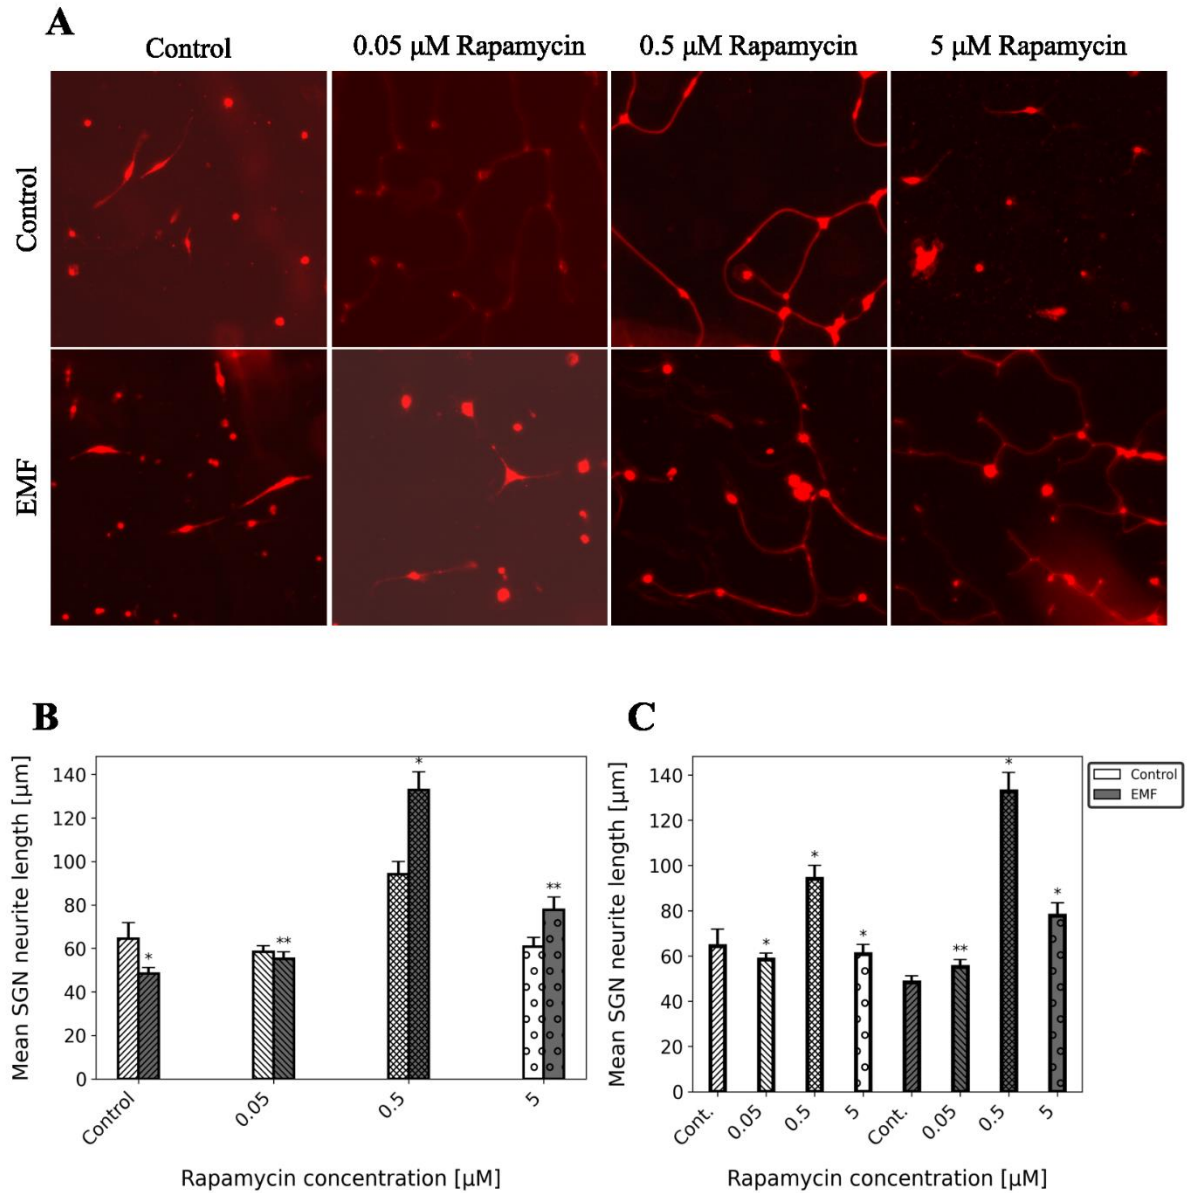 A
Control
0.05 μM Rapamycin
0.5 μM Rapamycin
5 μM Rapamycin
Control
EMF
B
Mean SGN neurite length [μm]
140
120
100
80
60
40
20
0
*
**
*
**
Control
0.05
0.5
5
Rapamycin concentration [μM]
C
Mean SGN neurite length [μm]
140
120
100
80
60
40
20
0
*
*
*
**
*
*
Cont.
0.05
0.5
5
Cont.
0.05
0.5
5
Rapamycin concentration [μM]
Control
EMF